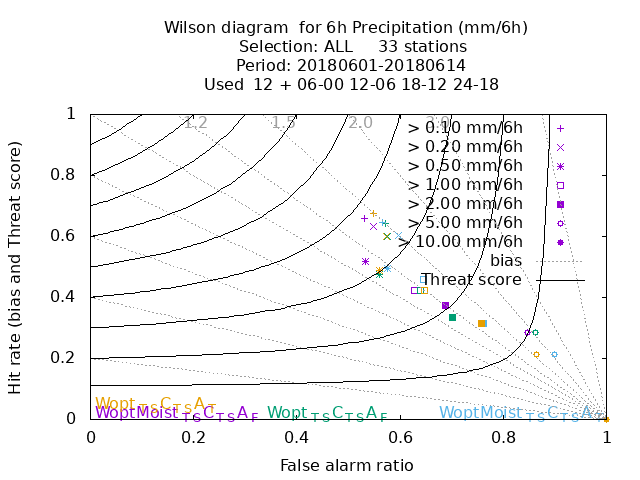 Wilson diagram  for 6h Precipitation (mm/6h)
Selection: ALL     33 stations
Period: 20180601-20180614
Used  12 + 06-00 12-06 18-12 24-18
1
0.8
0.6
0.4
0.2
0
Hit rate (bias and Threat score)
1.2
1.5
2.0
3.0
> 0.10 mm/6h
> 0.20 mm/6h
> 0.50 mm/6h
> 1.00 mm/6h
> 2.00 mm/6h
> 5.00 mm/6h
> 10.00 mm/6h
bias
Threat score
Wopt_TSC_TSA_T
WoptMoist_TSC_TSA_F
Wopt_TSC_TSA_F
WoptMoist_TSC_TSA
0
0.2
0.4
0.6
0.8
1
False alarm ratio